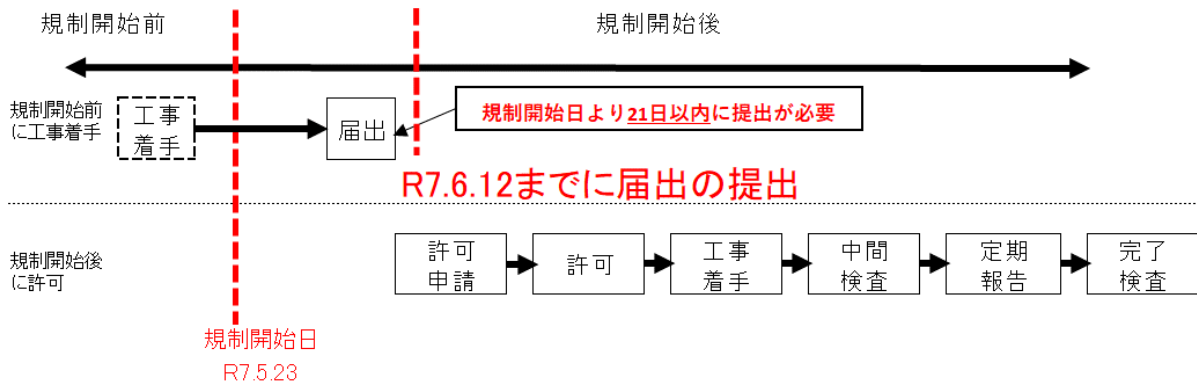 規制開始前
規制開始後
規制開始前
に工事着手
工事
着手
届出
規制開始日より21日以内に提出が必要
R7.6.12までに届出の提出
規制開始後
に許可
許可
申請
許可
工事
着手
中間
検査
定期
報告
完了
検査
規制開始日
R7.5.23